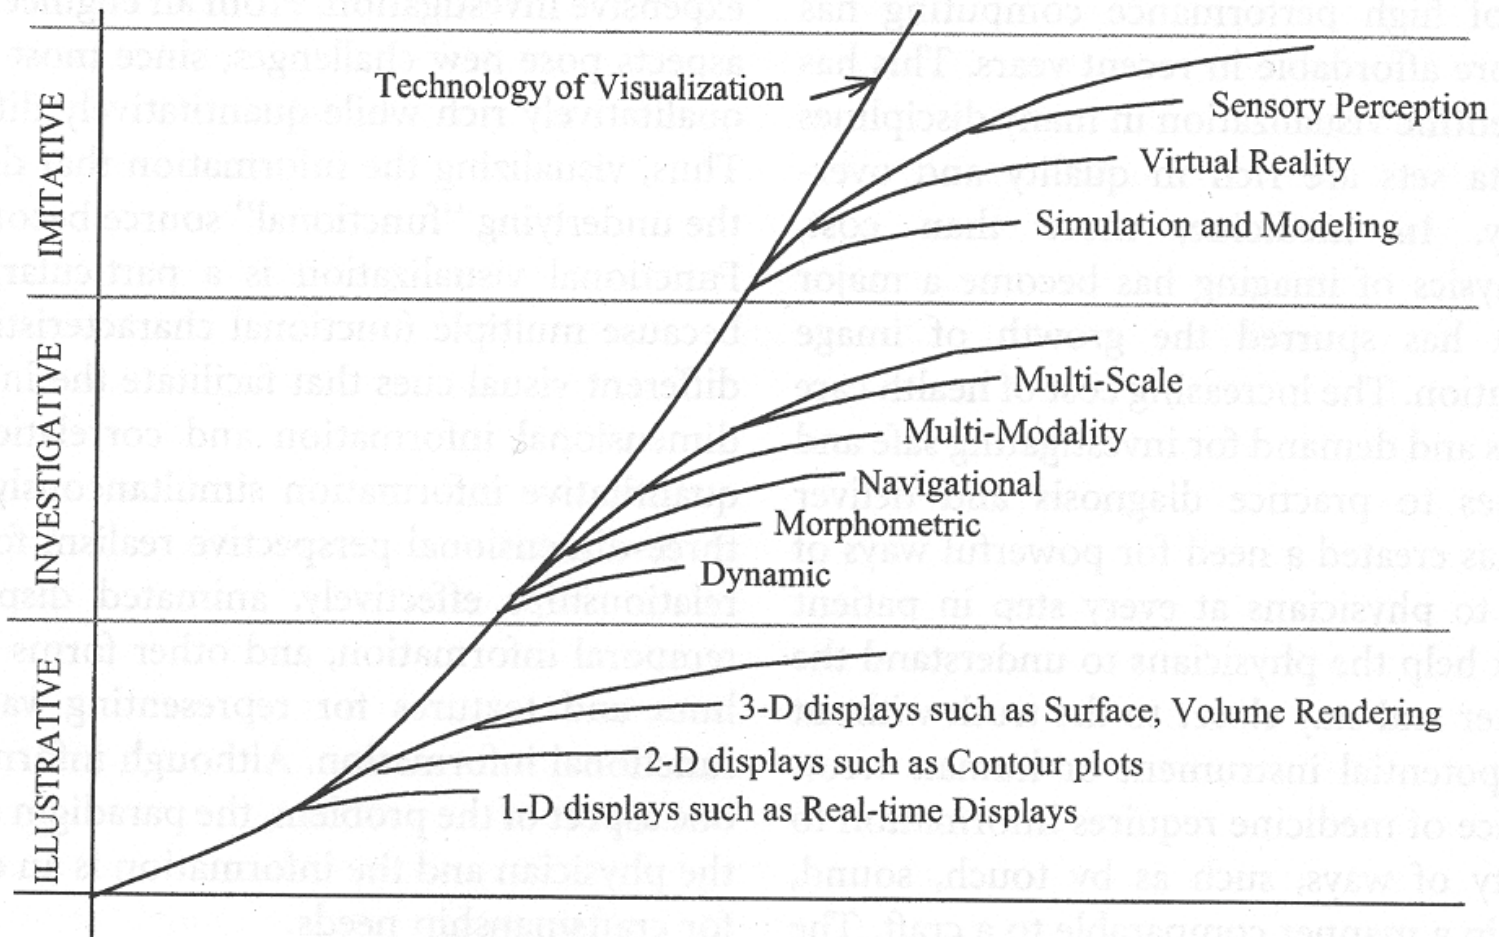 Technology of Visualization
Sensory Perception
Virtual Reality
Simulation and Modeling
IMITATIVE
Multi-Scale
Multi-Modality
Navigational
Morphometric
Dynamic
INVESTIGATIVE
3-D displays such as Surface, Volume Rendering
2-D displays such as Contour plots
1-D displays such as Real-time Displays
ILLUSTRATIVE